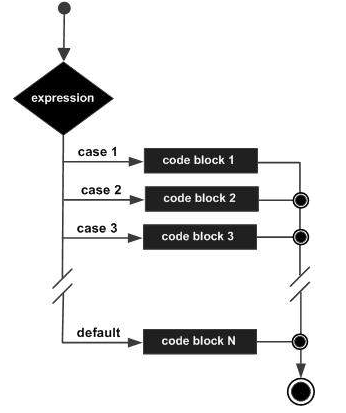 expression
case 1
code block 1
case 2
code block 2
case 3
code block 3
default
code block N